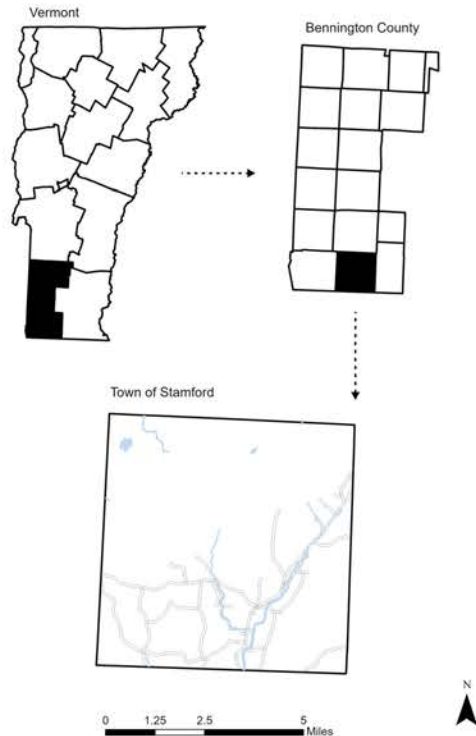 Vermont
Bennington County
Town of Stamford
N
0 1.25 2.5 5
Miles